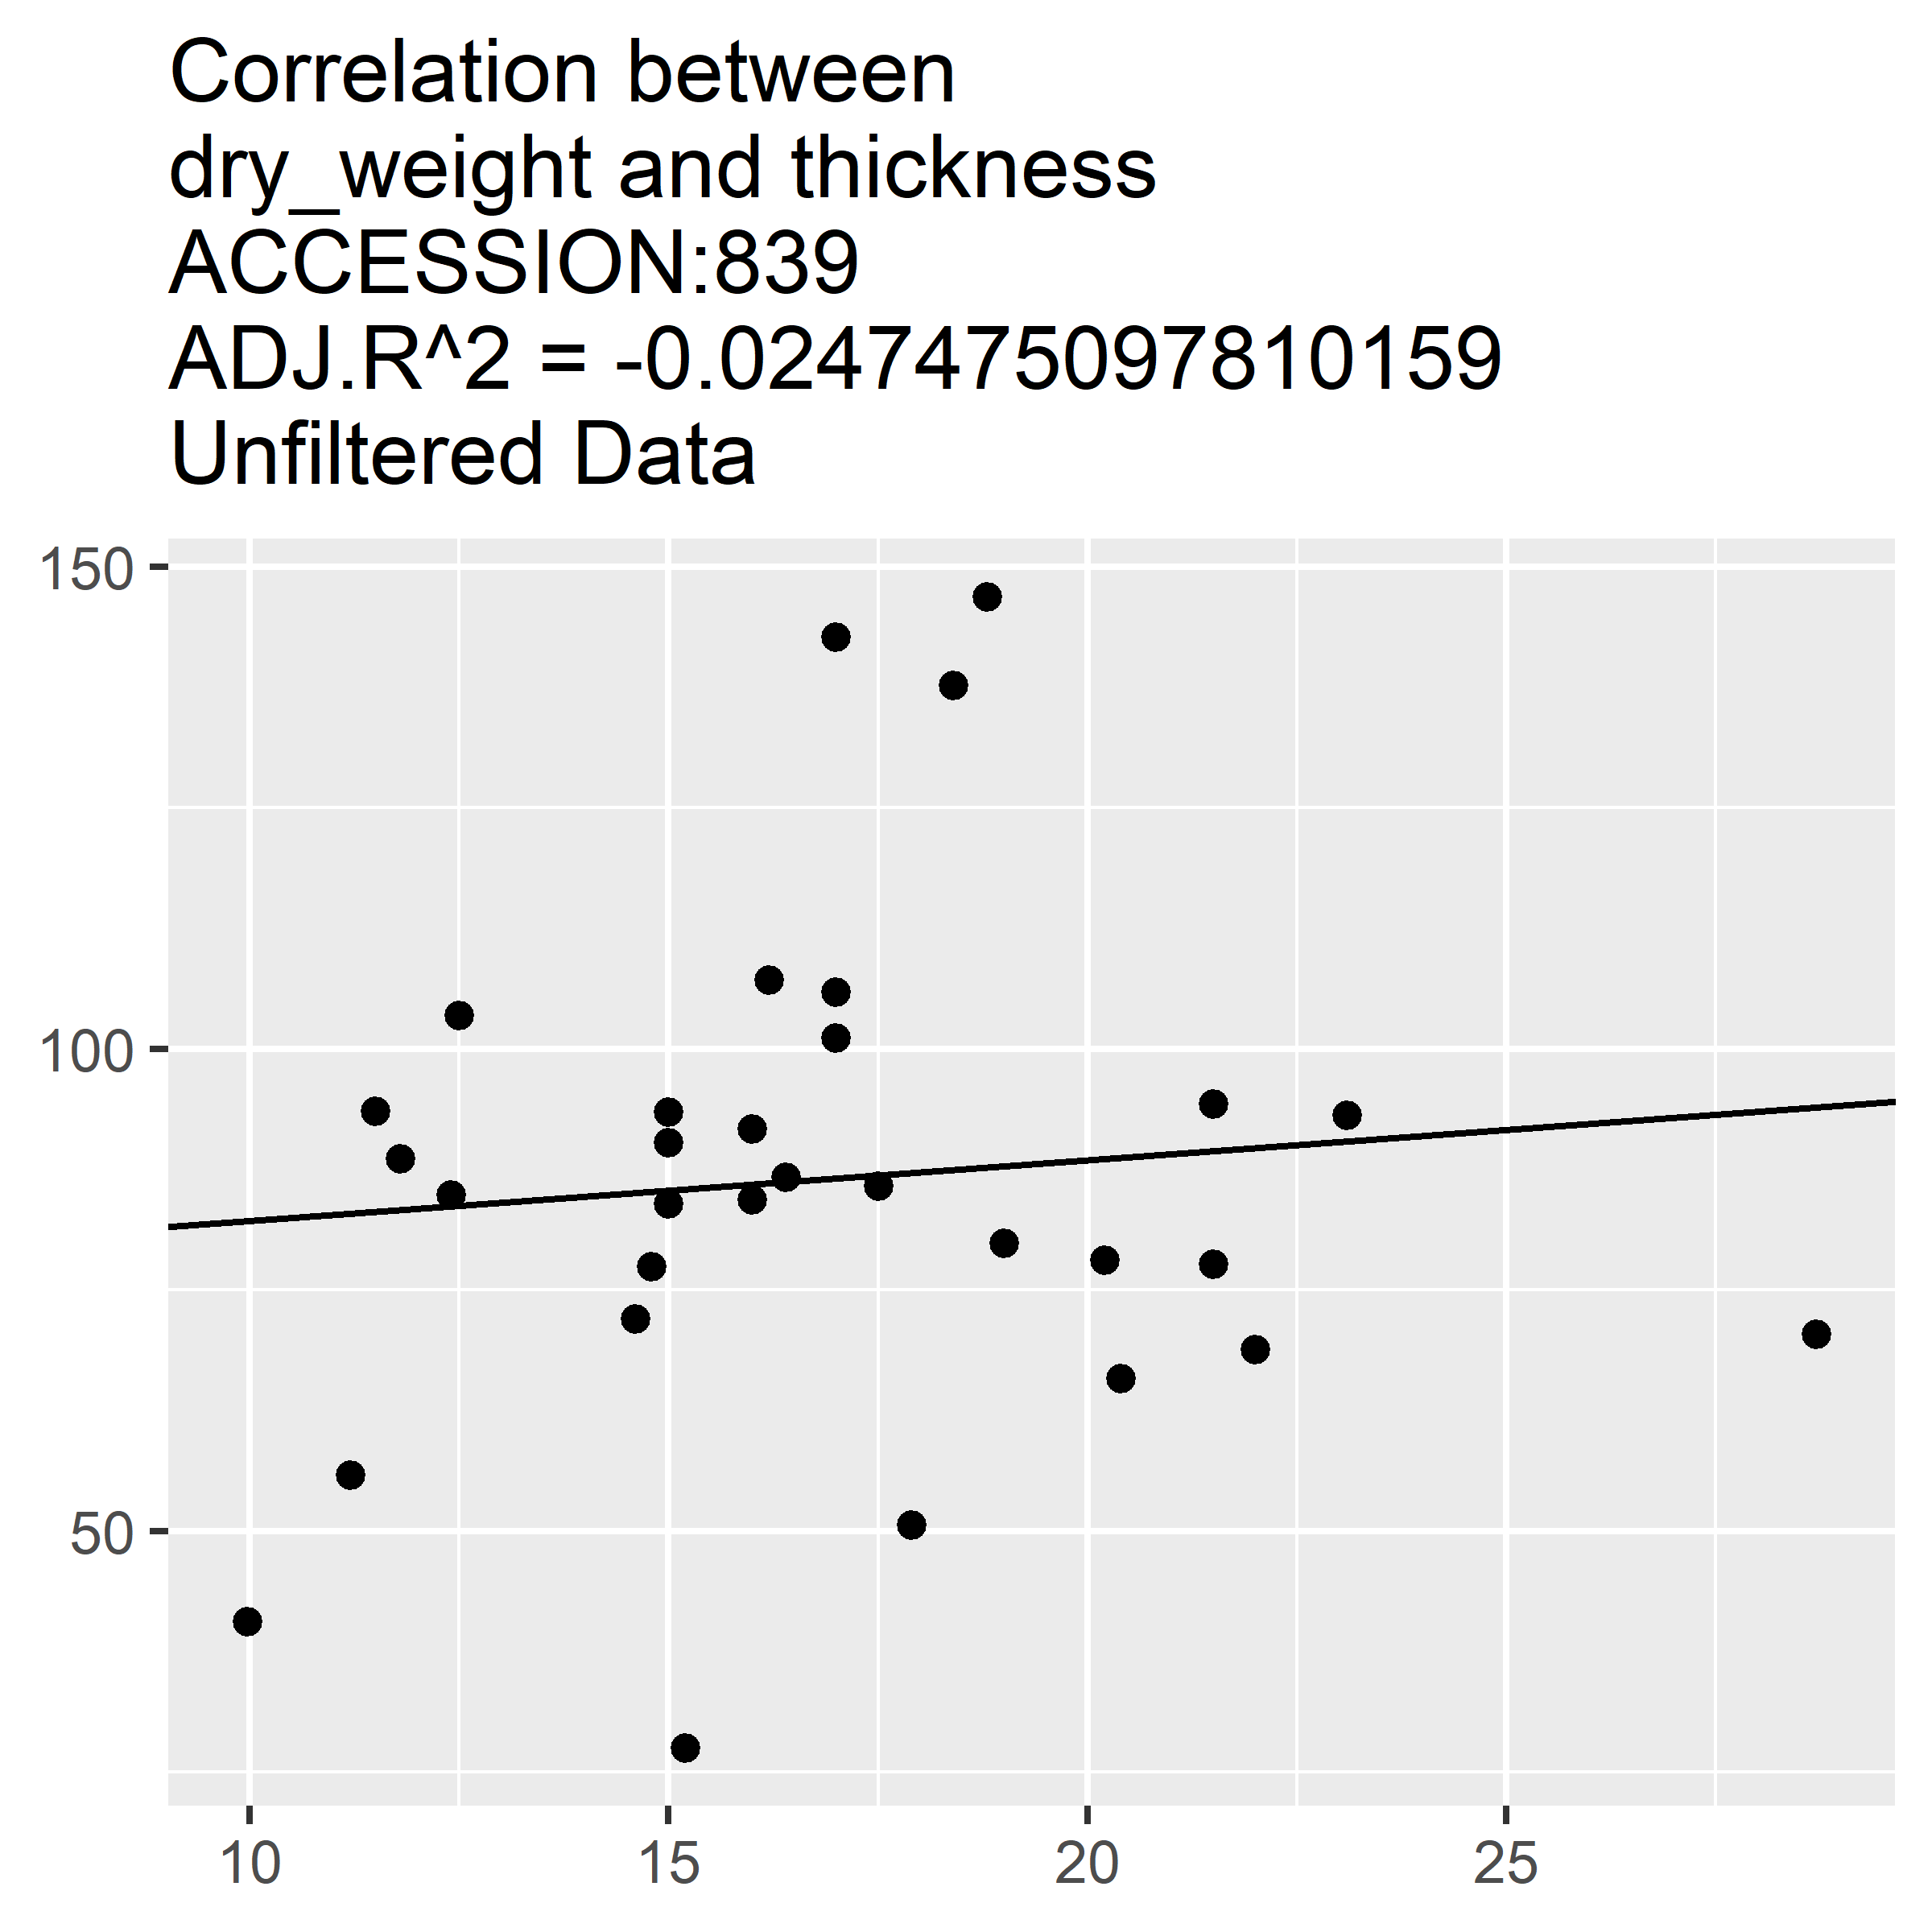 Correlation between
dry_weight and thickness
ACCESSION:839
ADJ.R^2 = -0.0247475097810159
Unfiltered Data
150
100
50
10 15 20 25